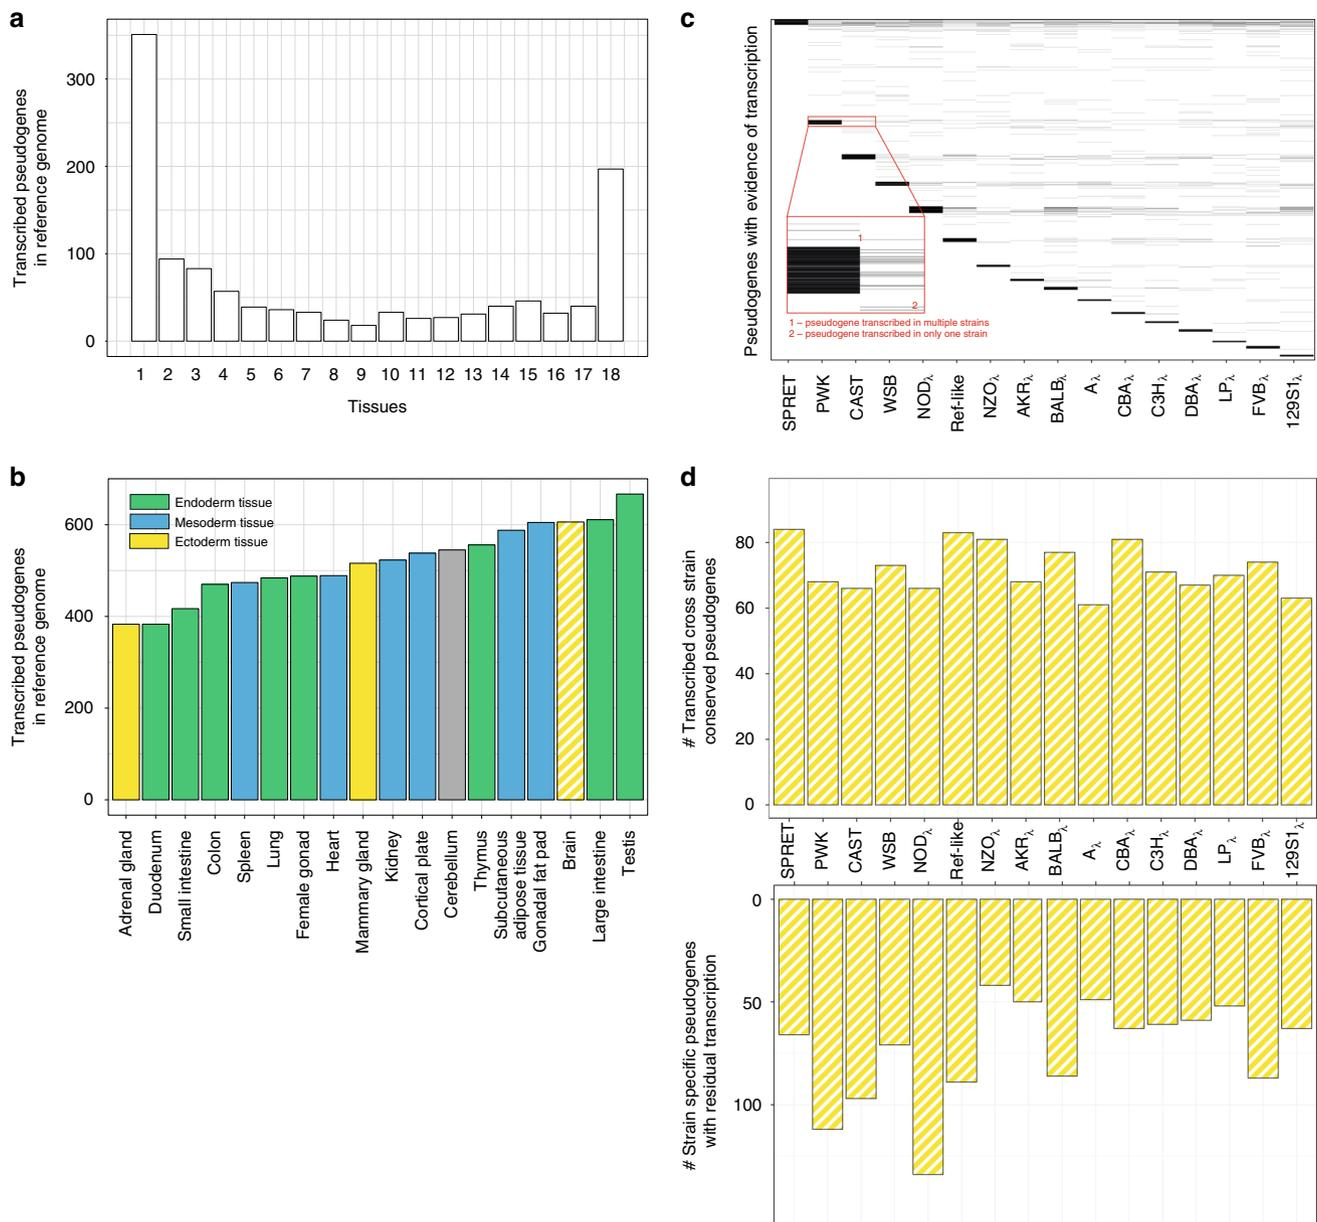 a
Transcribed pseudogenes
in reference genome
300
200
100
0
1 2 3 4 5 6 7 8 9 10 11 12 13 14 15 16 17 18
Tissues
b
Transcribed pseudogenes
in reference genome
600
400
200
0
Endoderm tissue
Mesoderm tissue
Ectoderm tissue
Adrenal gland
Duodenum
Small intestine
Colon
Spleen
Lung
Female gonad
Heart
Mammary gland
Kidney
Cortical plate
Cerebellum
Thymus
Subcutaneous
adipose tissue
Gonadal fat pad
Brain
Large intestine
Testis
c
Pseudogenes with evidence of transcription
1
2
1 – pseudogene transcribed in multiple strains
2 – pseudogene transcribed in only one strain
SPRET
PWK
CAST
WSB
NODλ
Ref-like
NZOλ
AKRλ
BALBλ
Aλ
CBAλ
C3Hλ
DBAλ
LPλ
FVBλ
129S1λ
d
# Transcribed cross strain
conserved pseudogenes
80
60
40
20
0
SPRET
PWK
CAST
WSB
NODλ
Ref-like
NZOλ
AKRλ
BALBλ
Aλ
CBAλ
C3Hλ
DBAλ
LPλ
FVBλ
129S1λ
# Strain specific pseudogenes
with residual transcription
0
50
100